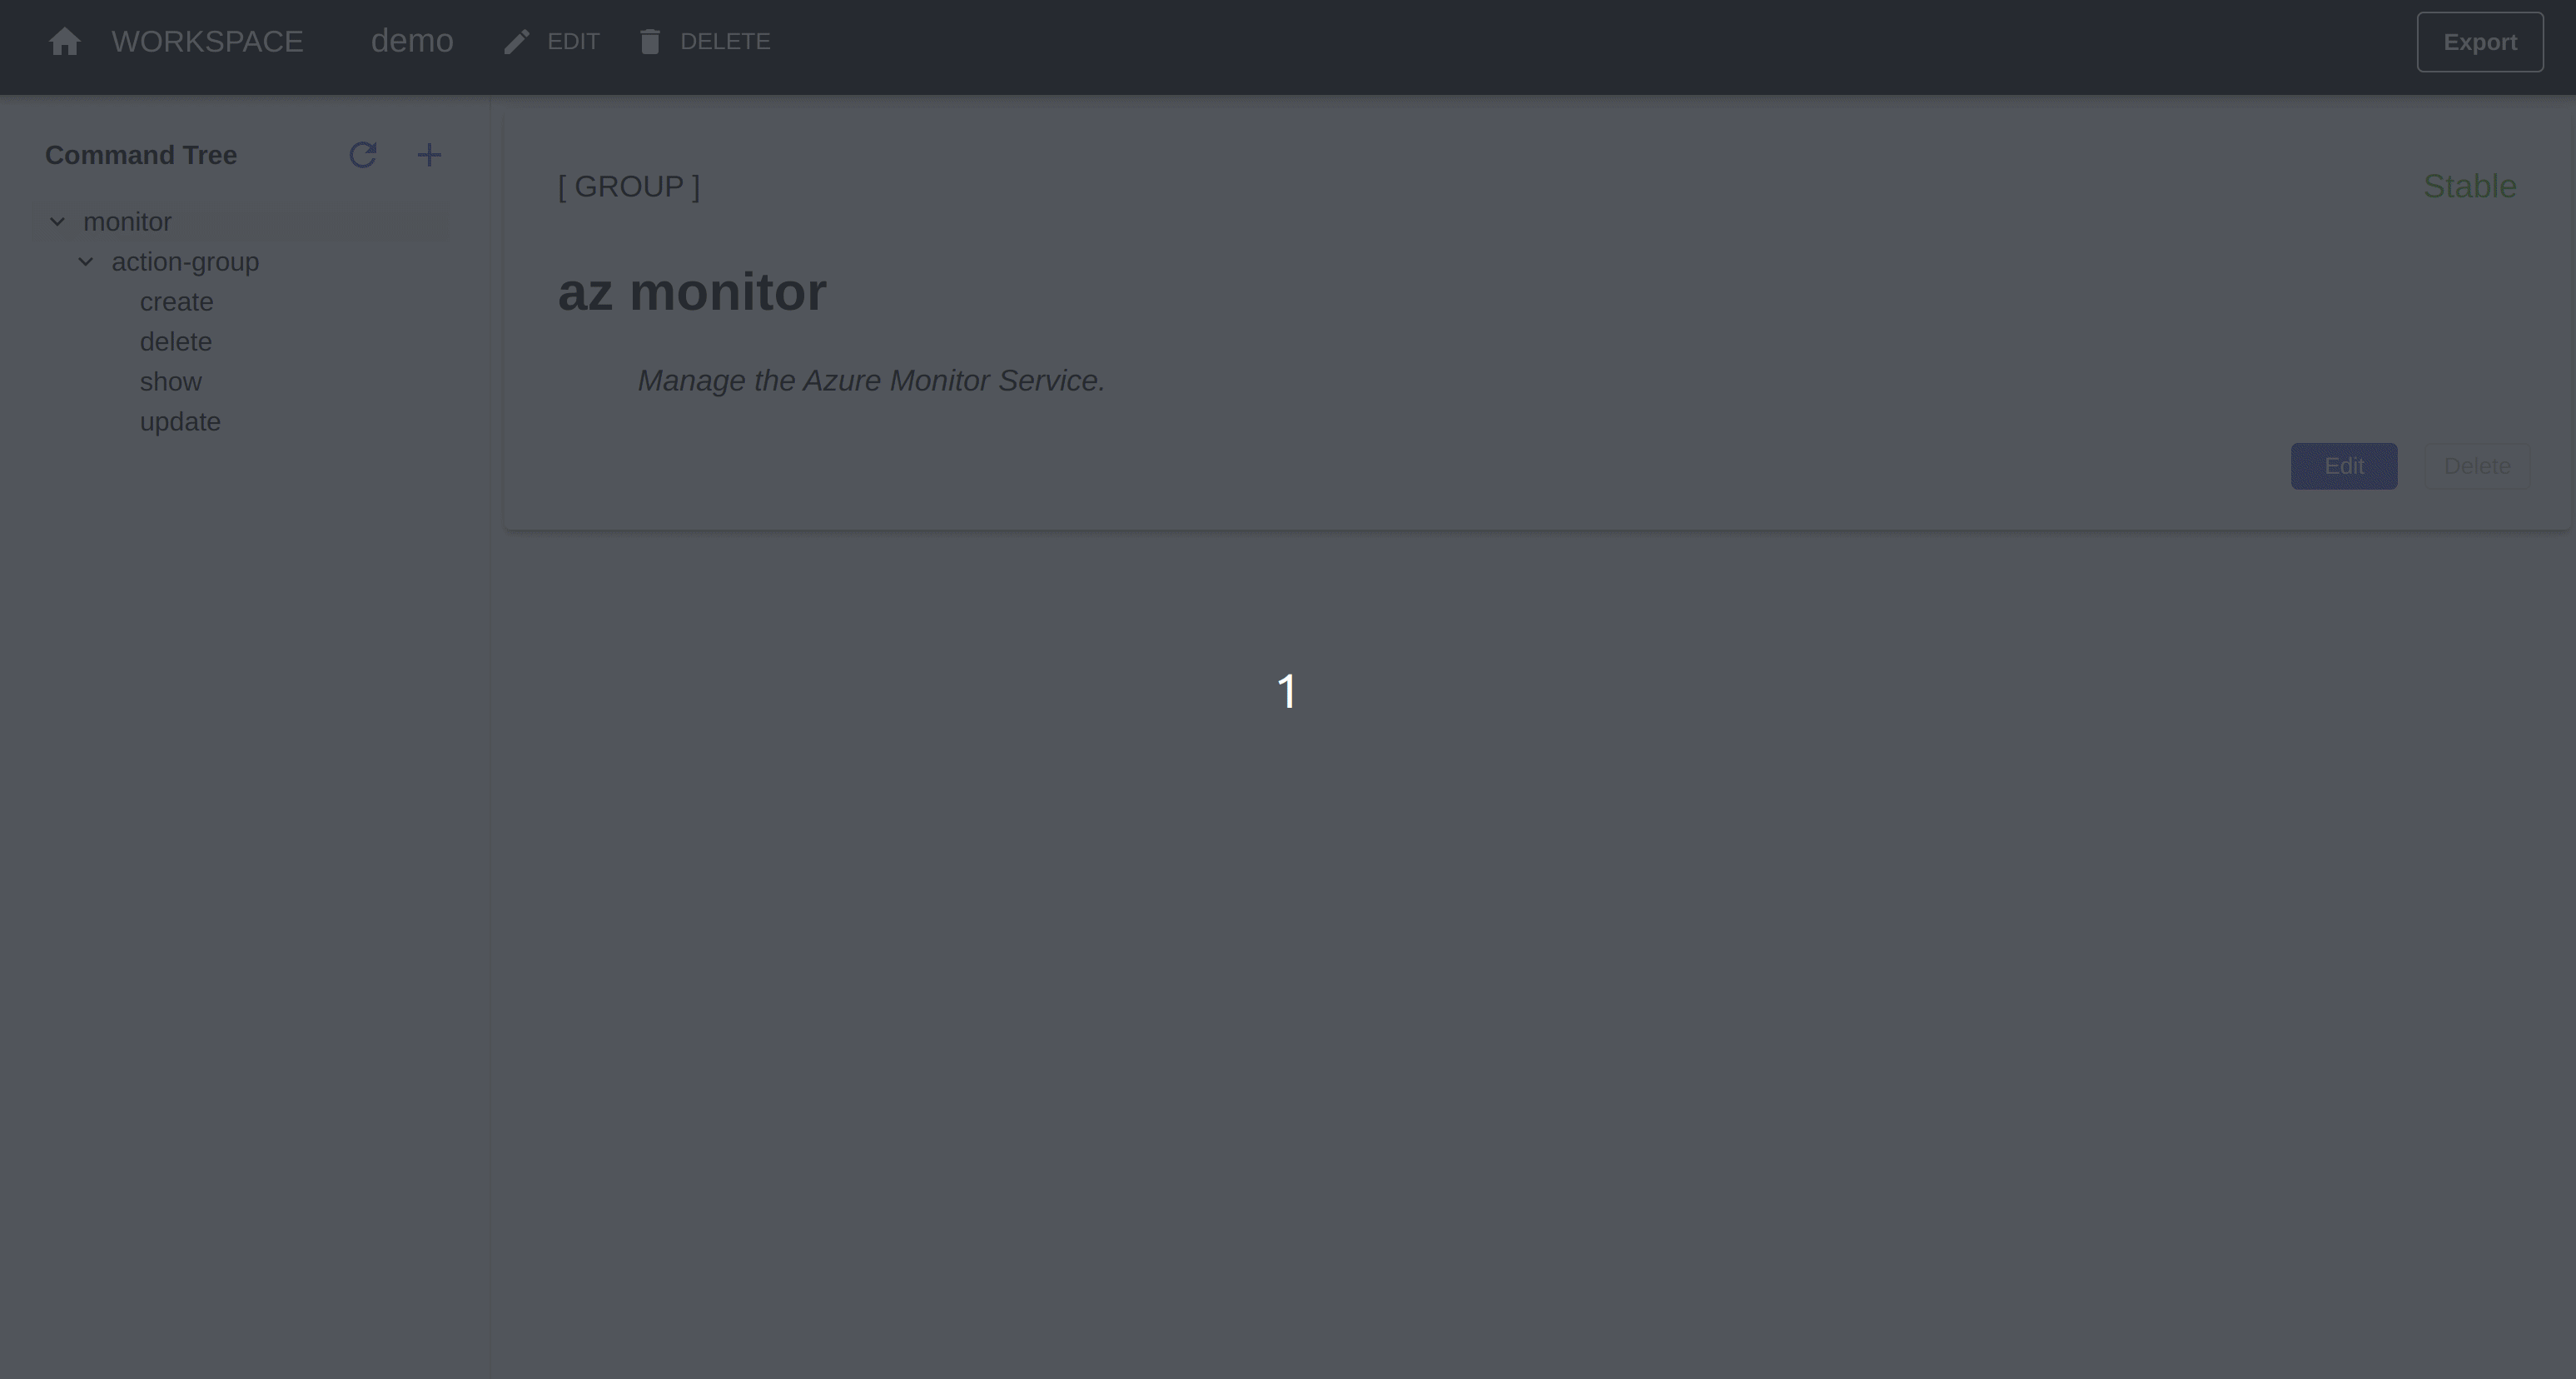 WORKSPACE demo EDIT DELETE Export
Command Tree
monitor
action-group
create
delete
show
update
[ GROUP ] Stable
az monitor
Manage the Azure Monitor Service.
Edit Delete
1